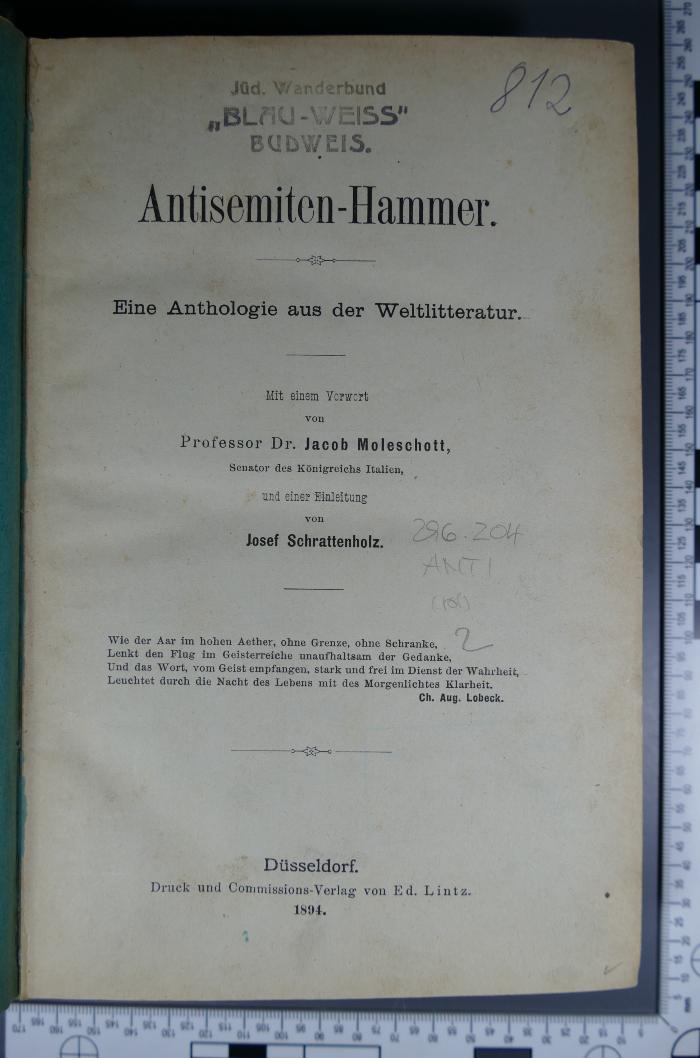 Jüd. Wanderbund
„BLAU-WEISS"
BUDWEIS.
812
Antisemiten-Hammer.
Eine Anthologie aus der Weltlitteratur.
Mit einem Vorwort
von
Professor Dr. Jacob Moleschott,
Senator des Königreichs Italien,
und einer Einleitung
von
Josef Schrattenholz.
296.204
ANTI
2
Wie der Aar im hohen Aether, ohne Grenze, ohne Schranke,
Lenkt den Flug im Geisterreiche unaufhaltsam der Gedanke,
Und das Wort, vom Geist empfangen, stark und frei im Dienst der Wahrheit,
Leuchtet durch die Nacht des Lebens mit des Morgenlichtes Klarheit.
Ch. Aug. Lobeck.
Düsseldorf.
Druck und Commissions-Verlag von Ed. Lintz.
1894.